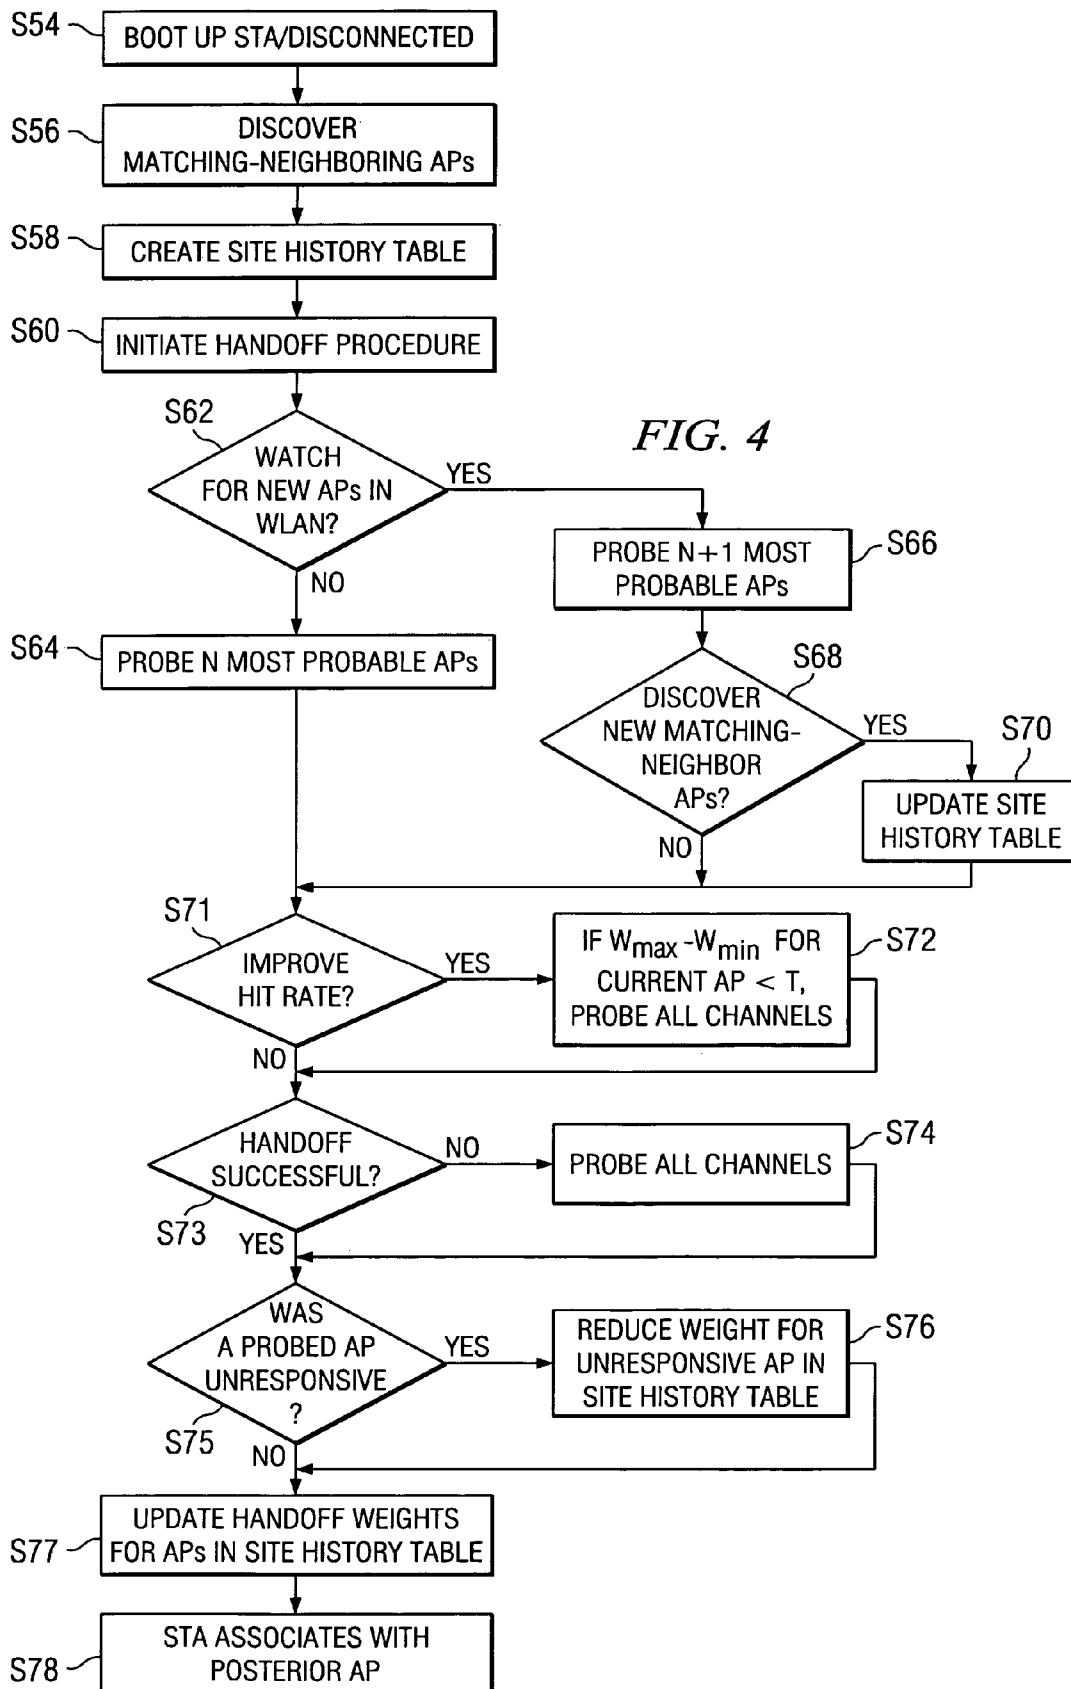 S54
BOOT UP STA/DISCONNECTED
S56
DISCOVER
MATCHING-NEIGHBORING APs
S58
CREATE SITE HISTORY TABLE
S60
INITIATE HANDOFF PROCEDURE
S62
WATCH
FOR NEW APs IN
WLAN?
YES
NO
FIG. 4
PROBE N+1 MOST
PROBABLE APs
S66
S64
PROBE N MOST PROBABLE APs
S68
DISCOVER
NEW MATCHING-
NEIGHBOR
APs?
YES
NO
S70
UPDATE SITE
HISTORY TABLE
S71
IMPROVE
HIT RATE?
YES
NO
IF Wmax-Wmin FOR
CURRENT AP < T,
PROBE ALL CHANNELS
S72
HANDOFF
SUCCESSFUL?
NO
S73
YES
PROBE ALL CHANNELS
S74
WAS
A PROBED AP
UNRESPONSIVE
?
YES
S75
NO
REDUCE WEIGHT FOR
UNRESPONSIVE AP IN
SITE HISTORY TABLE
S76
S77
UPDATE HANDOFF WEIGHTS
FOR APs IN SITE HISTORY TABLE
S78
STA ASSOCIATES WITH
POSTERIOR AP